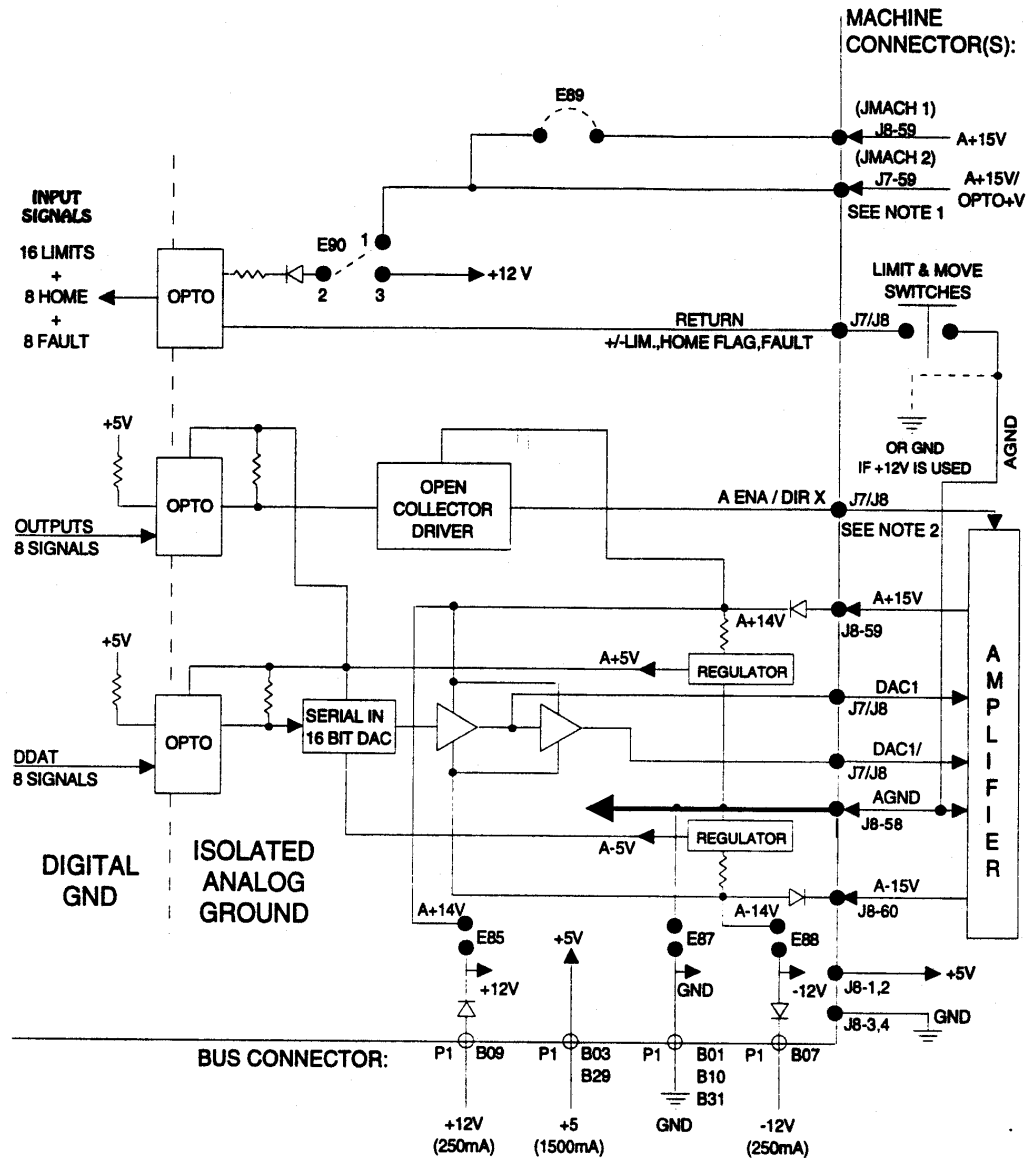 MACHINE
CONNECTOR(S):
E89
(JMACH 1)
J8-59
A+15V
(JMACH 2)
J7-59
A+15V/
OPTO+V
SEE NOTE 1
INPUT
SIGNALS
16 LIMITS
+
8 HOME
+
8 FAULT
OPTO
E90
1
2
3
+12 V
LIMIT & MOVE
SWITCHES
RETURN
+/-LIM.,HOME FLAG,FAULT
J7/J8
OR GND
IF +12V IS USED
AGND
+5V
OPTO
OUTPUTS
8 SIGNALS
OPEN
COLLECTOR
DRIVER
A ENA / DIR X
J7/J8
SEE NOTE 2
A+14V
A+15V
J8-59
+5V
A+5V
REGULATOR
OPTO
SERIAL IN
16 BIT DAC
DDAT
8 SIGNALS
DAC1
J7/J8
DAC1/
J7/J8
AGND
J8-58
AMPLIFIER
A-5V
REGULATOR
DIGITAL
GND
ISOLATED
ANALOG
GROUND
A-15V
J8-60
A+14V
E85
+12V
+5V
E87
GND
A-14V
E88
-12V
J8-1,2
+5V
J8-3,4
GND
BUS CONNECTOR:
P1 B09
P1 B03
B29
P1 B01
B10
B31
P1 B07
+12V
(250mA)
+5
(1500mA)
GND
-12V
(250mA)